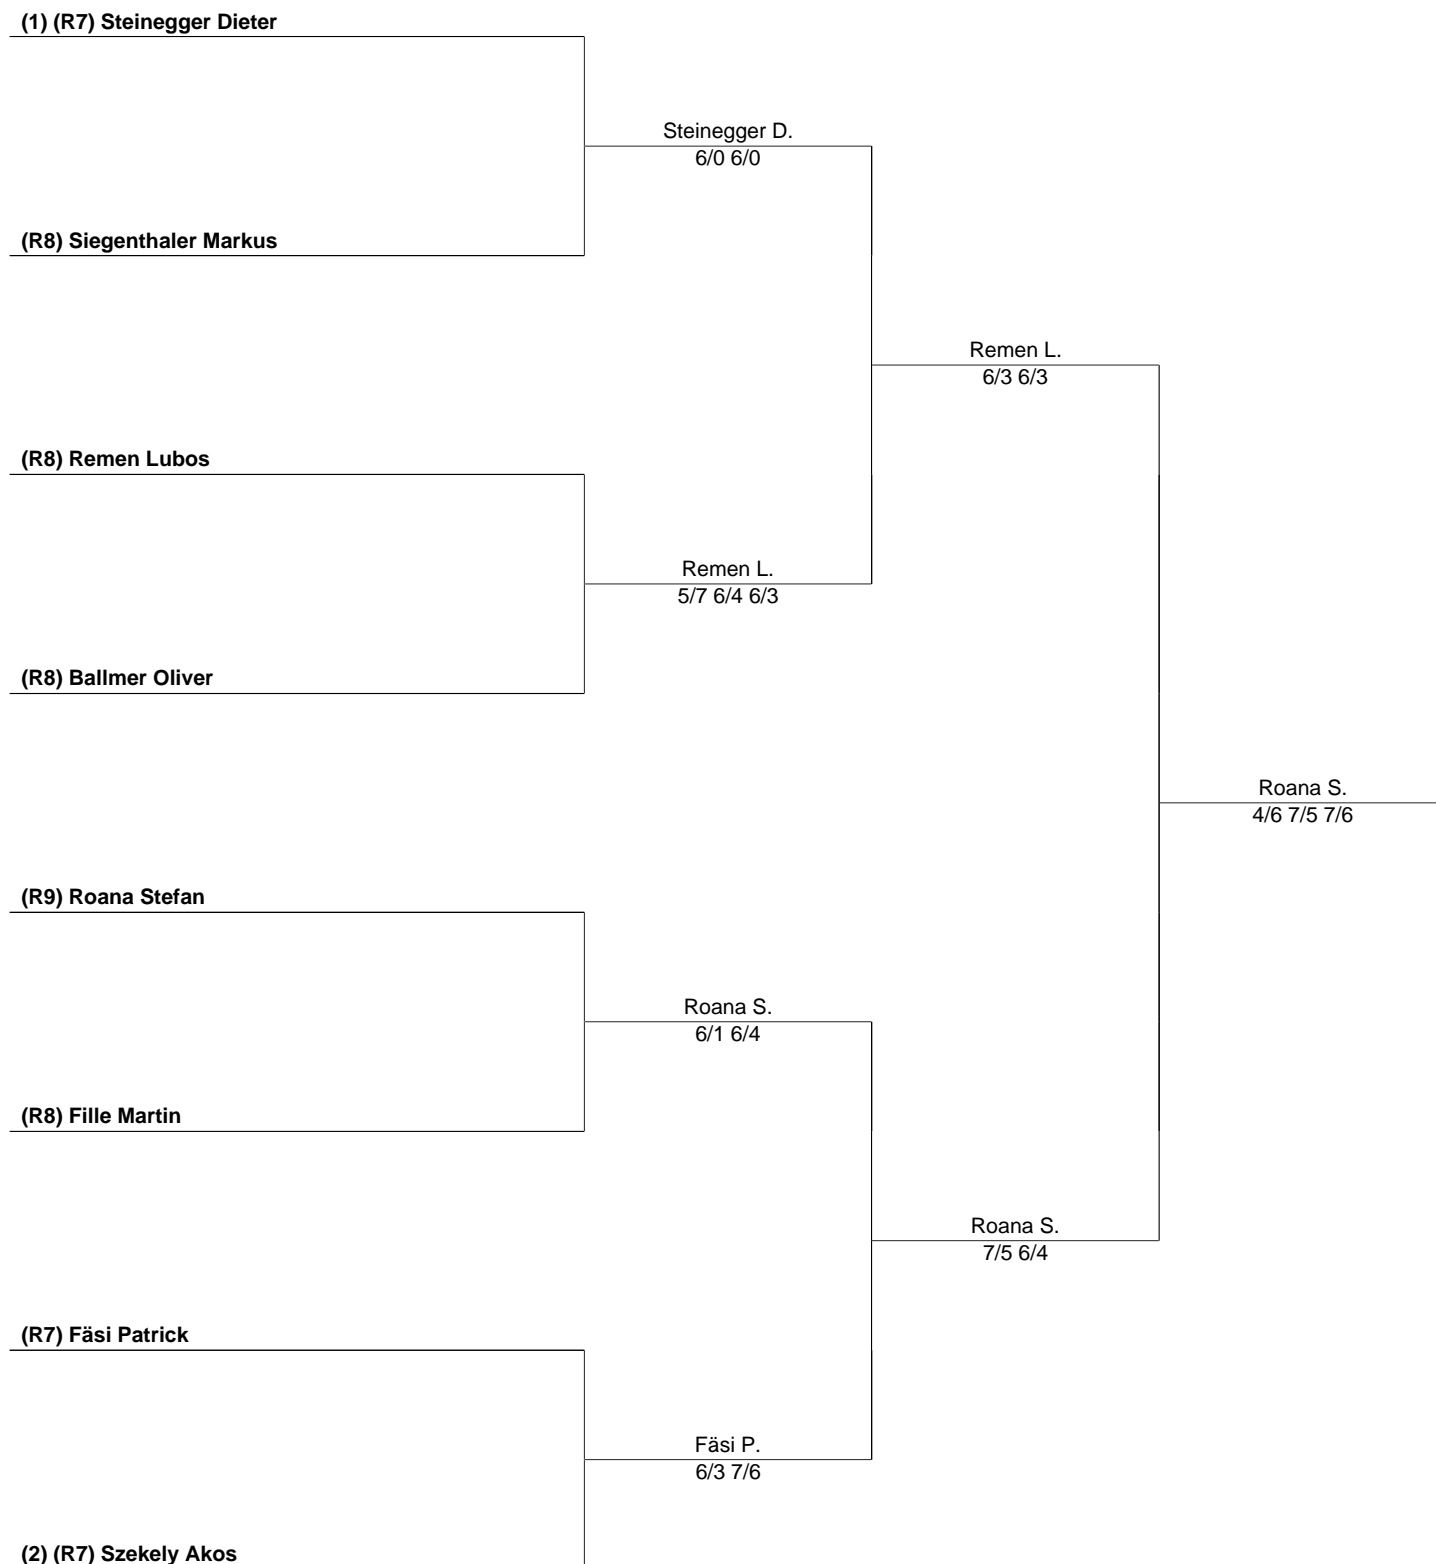 (1) (R7) Steinegger Dieter
Steinegger D.
6/0 6/0
(R8) Siegenthaler Markus
Remen L.
6/3 6/3
(R8) Remen Lubos
Remen L.
5/7 6/4 6/3
(R8) Ballmer Oliver
Roana S.
4/6 7/5 7/6
(R9) Roana Stefan
Roana S.
6/1 6/4
(R8) Fille Martin
Roana S.
7/5 6/4
(R7) Fäsi Patrick
Fäsi P.
6/3 7/6
(2) (R7) Szekely Akos